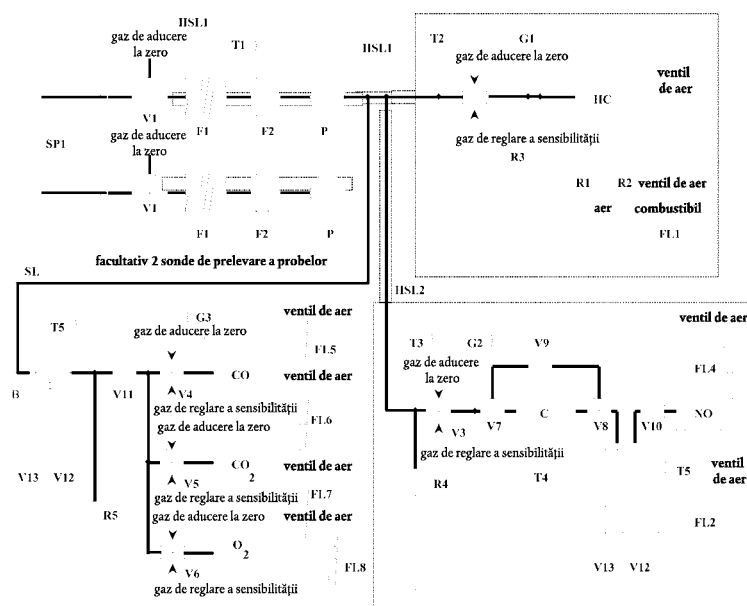 HSL1
gaz de aducere
la zero
T1
HSL1
T2
G1
gaz de aducere la zero
ventil
de aer
V1
F1
F2
P
HC
gaz de aducere
la zero
gaz de reglare a sensibilității
SP1
R3
V1
R1
R2
ventil de aer
aer
combustibil
F1
F2
P
FL1
facultativ 2 sonde de prelevare a probelor
SL
HSL2
ventil de aer
G3
T5
gaz de aducere la zero
FL5
ventil de aer
T3
G2
V9
gaz de aducere
la zero
FL4
B
V11
V4
CO
ventil de aer
gaz de reglare a sensibilității
gaz de aducere la zero
FL6
V3
V7
C
V8
V10
NO
gaz de reglare a sensibilității
V13
V12
V5
CO2
ventil de aer
gaz de reglare a sensibilității
R4
T4
T5
ventil
de aer
R5
gaz de aducere la zero
FL7
ventil de aer
FL2
V6
O2
FL8
gaz de reglare a sensibilității
V13
V12